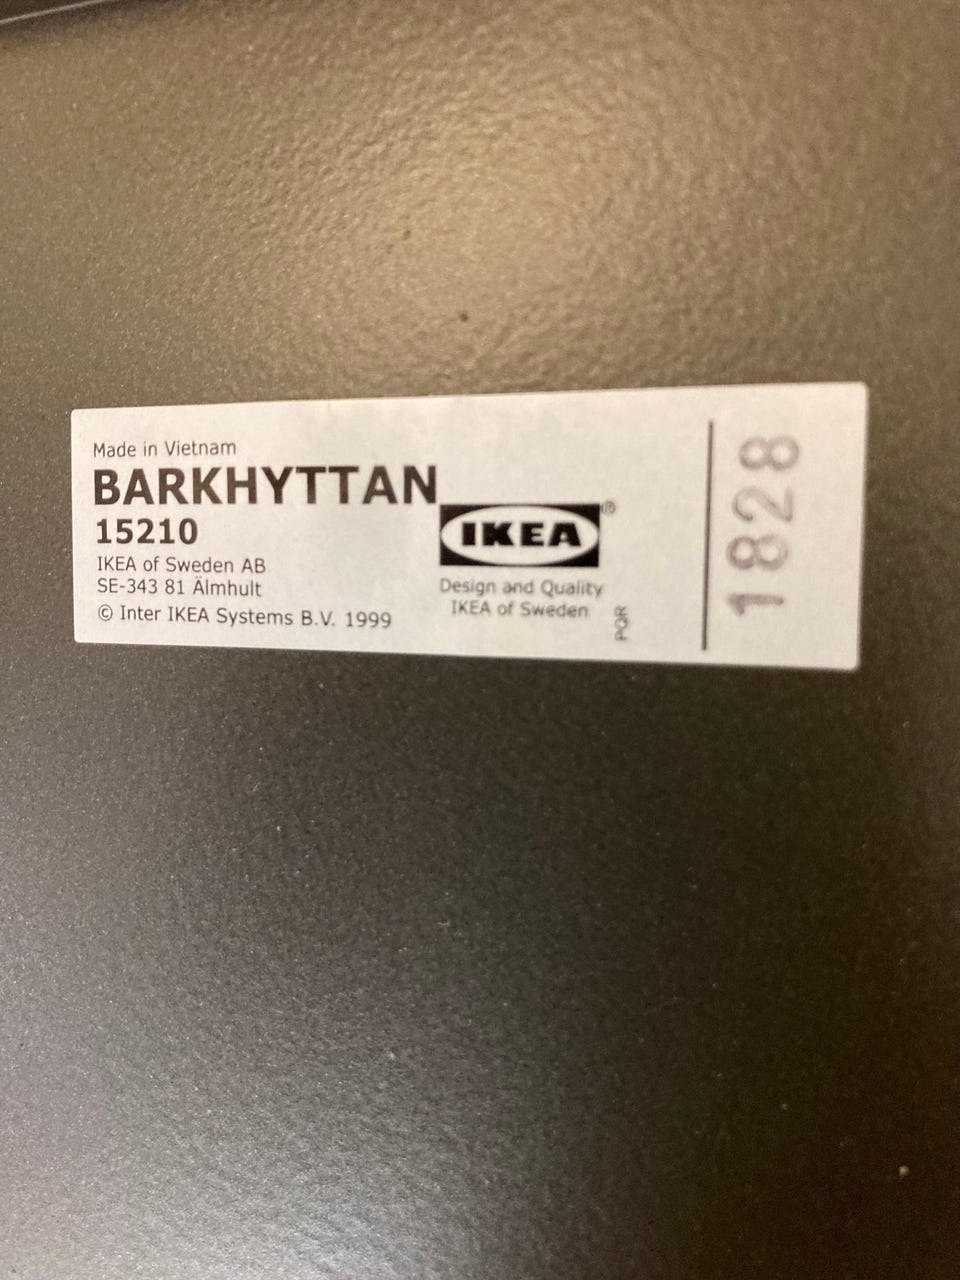 Made in Vietnam
BARKHYTTAN
15210
IKEA of Sweden AB
SE-343 81 Älmhult
© Inter IKEA Systems B.V. 1999
IKEA®
Design and Quality
IKEA of Sweden
PQR
1828